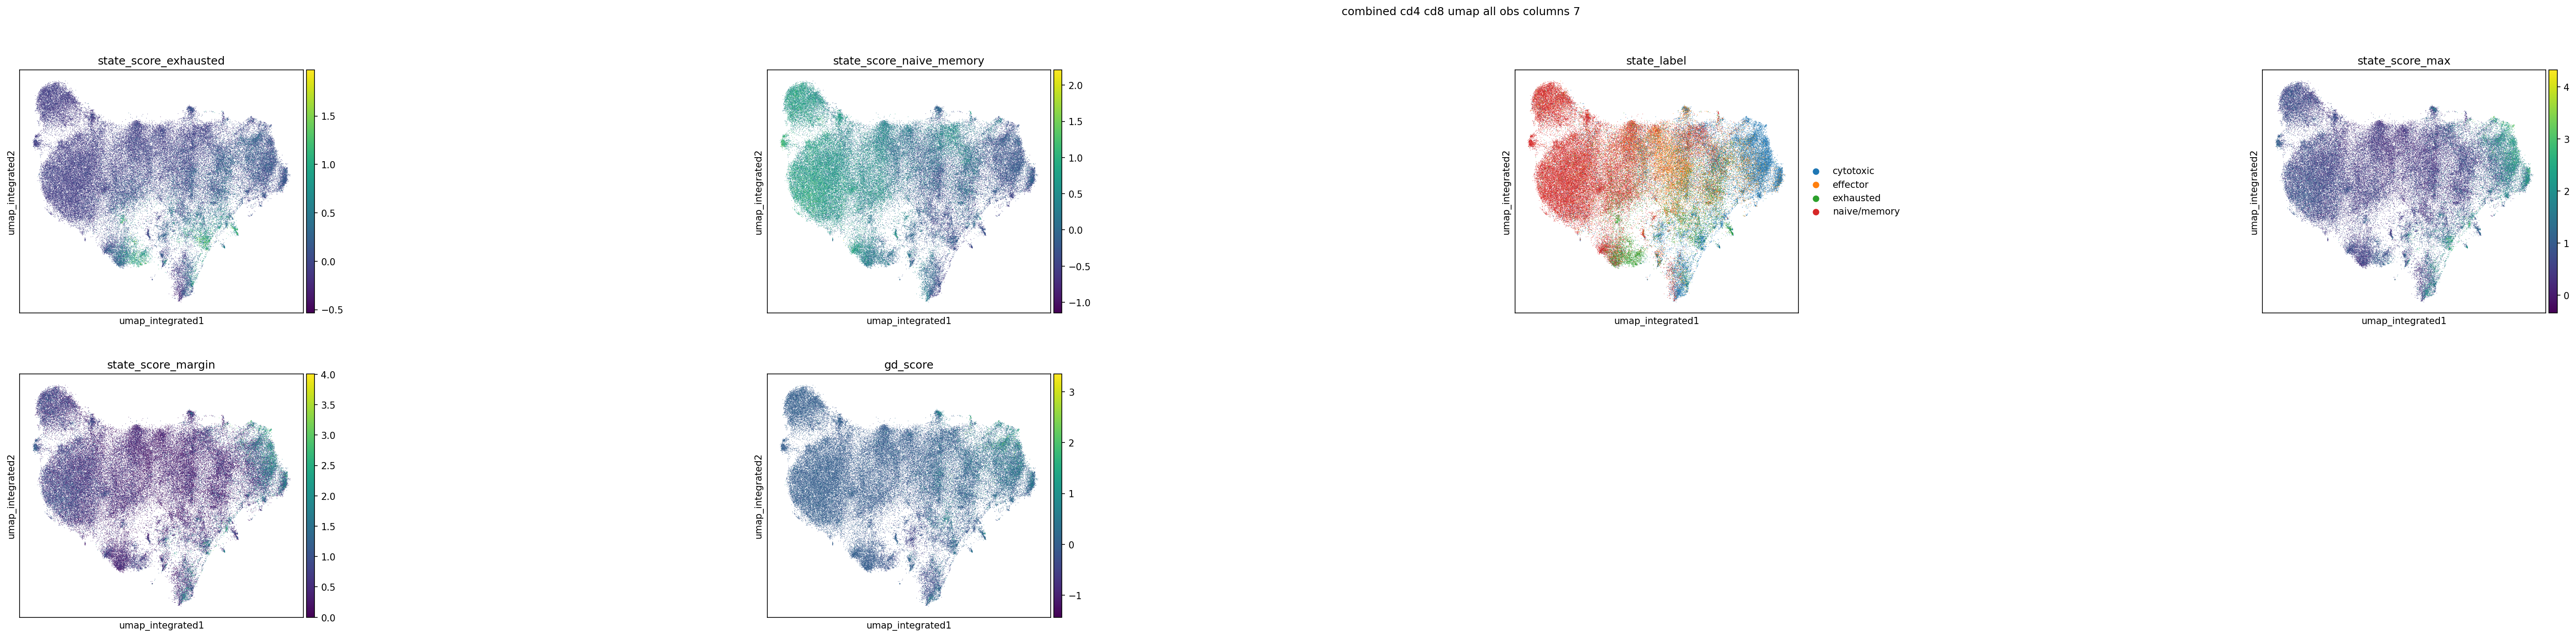 combined cd4 cd8 umap all obs columns 7
state_score_exhausted
umap_integrated2
umap_integrated1
1.5
1.0
0.5
0.0
−0.5
state_score_naive_memory
umap_integrated2
umap_integrated1
2.0
1.5
1.0
0.5
0.0
−0.5
−1.0
state_label
umap_integrated2
umap_integrated1
cytotoxic
effector
exhausted
naive/memory
state_score_max
umap_integrated2
umap_integrated1
4
3
2
1
0
state_score_margin
umap_integrated2
umap_integrated1
4.0
3.5
3.0
2.5
2.0
1.5
1.0
0.5
0.0
gd_score
umap_integrated2
umap_integrated1
3
2
1
0
−1